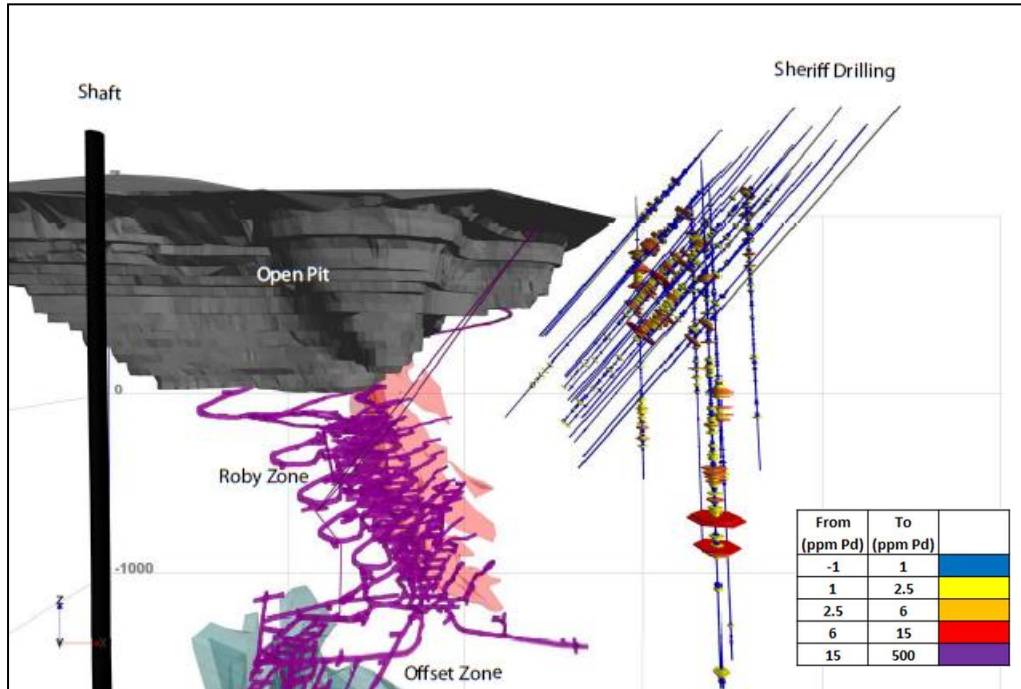 Sheriff Drilling
Shaft
Open Pit
0
Roby Zone
-1000
Offset Zone
Z
Y X
From To
(ppm Pd) (ppm Pd)
-1 1
1 2.5
2.5 6
6 15
15 500